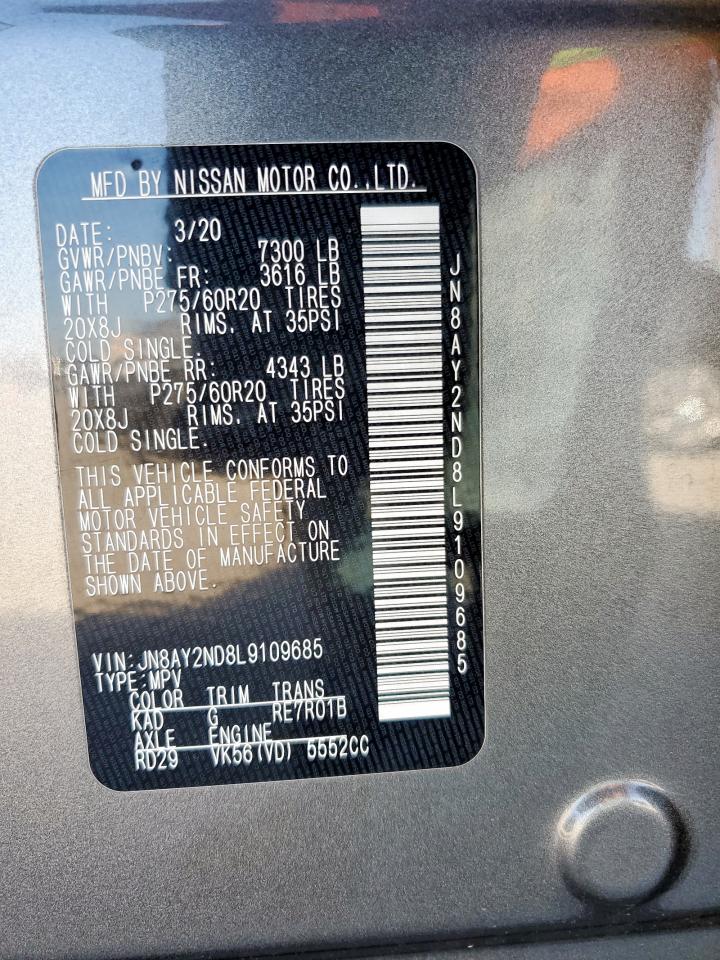 MFD BY NISSAN MOTOR CO.,LTD.
DATE: 3/20
GVWR/PNBV: 7300 LB
GAWR/PNBE FR: 3616 LB
WITH P275/60R20 TIRES
20X8J RIMS, AT 35PSI
COLD SINGLE.
GAWR/PNBE RR: 4343 LB
WITH P275/60R20 TIRES
20X8J RIMS, AT 35PSI
COLD SINGLE.
THIS VEHICLE CONFORMS TO
ALL APPLICABLE FEDERAL
MOTOR VEHICLE SAFETY
STANDARDS IN EFFECT ON
THE DATE OF MANUFACTURE
SHOWN ABOVE.
VIN:JN8AY2ND8L9109685
TYPE:MPV
COLOR TRIM TRANS
KAD G RE7R01B
AXLE ENGINE
RD29 VK56(VD) 5552CC
JN8AY2ND8L9109685